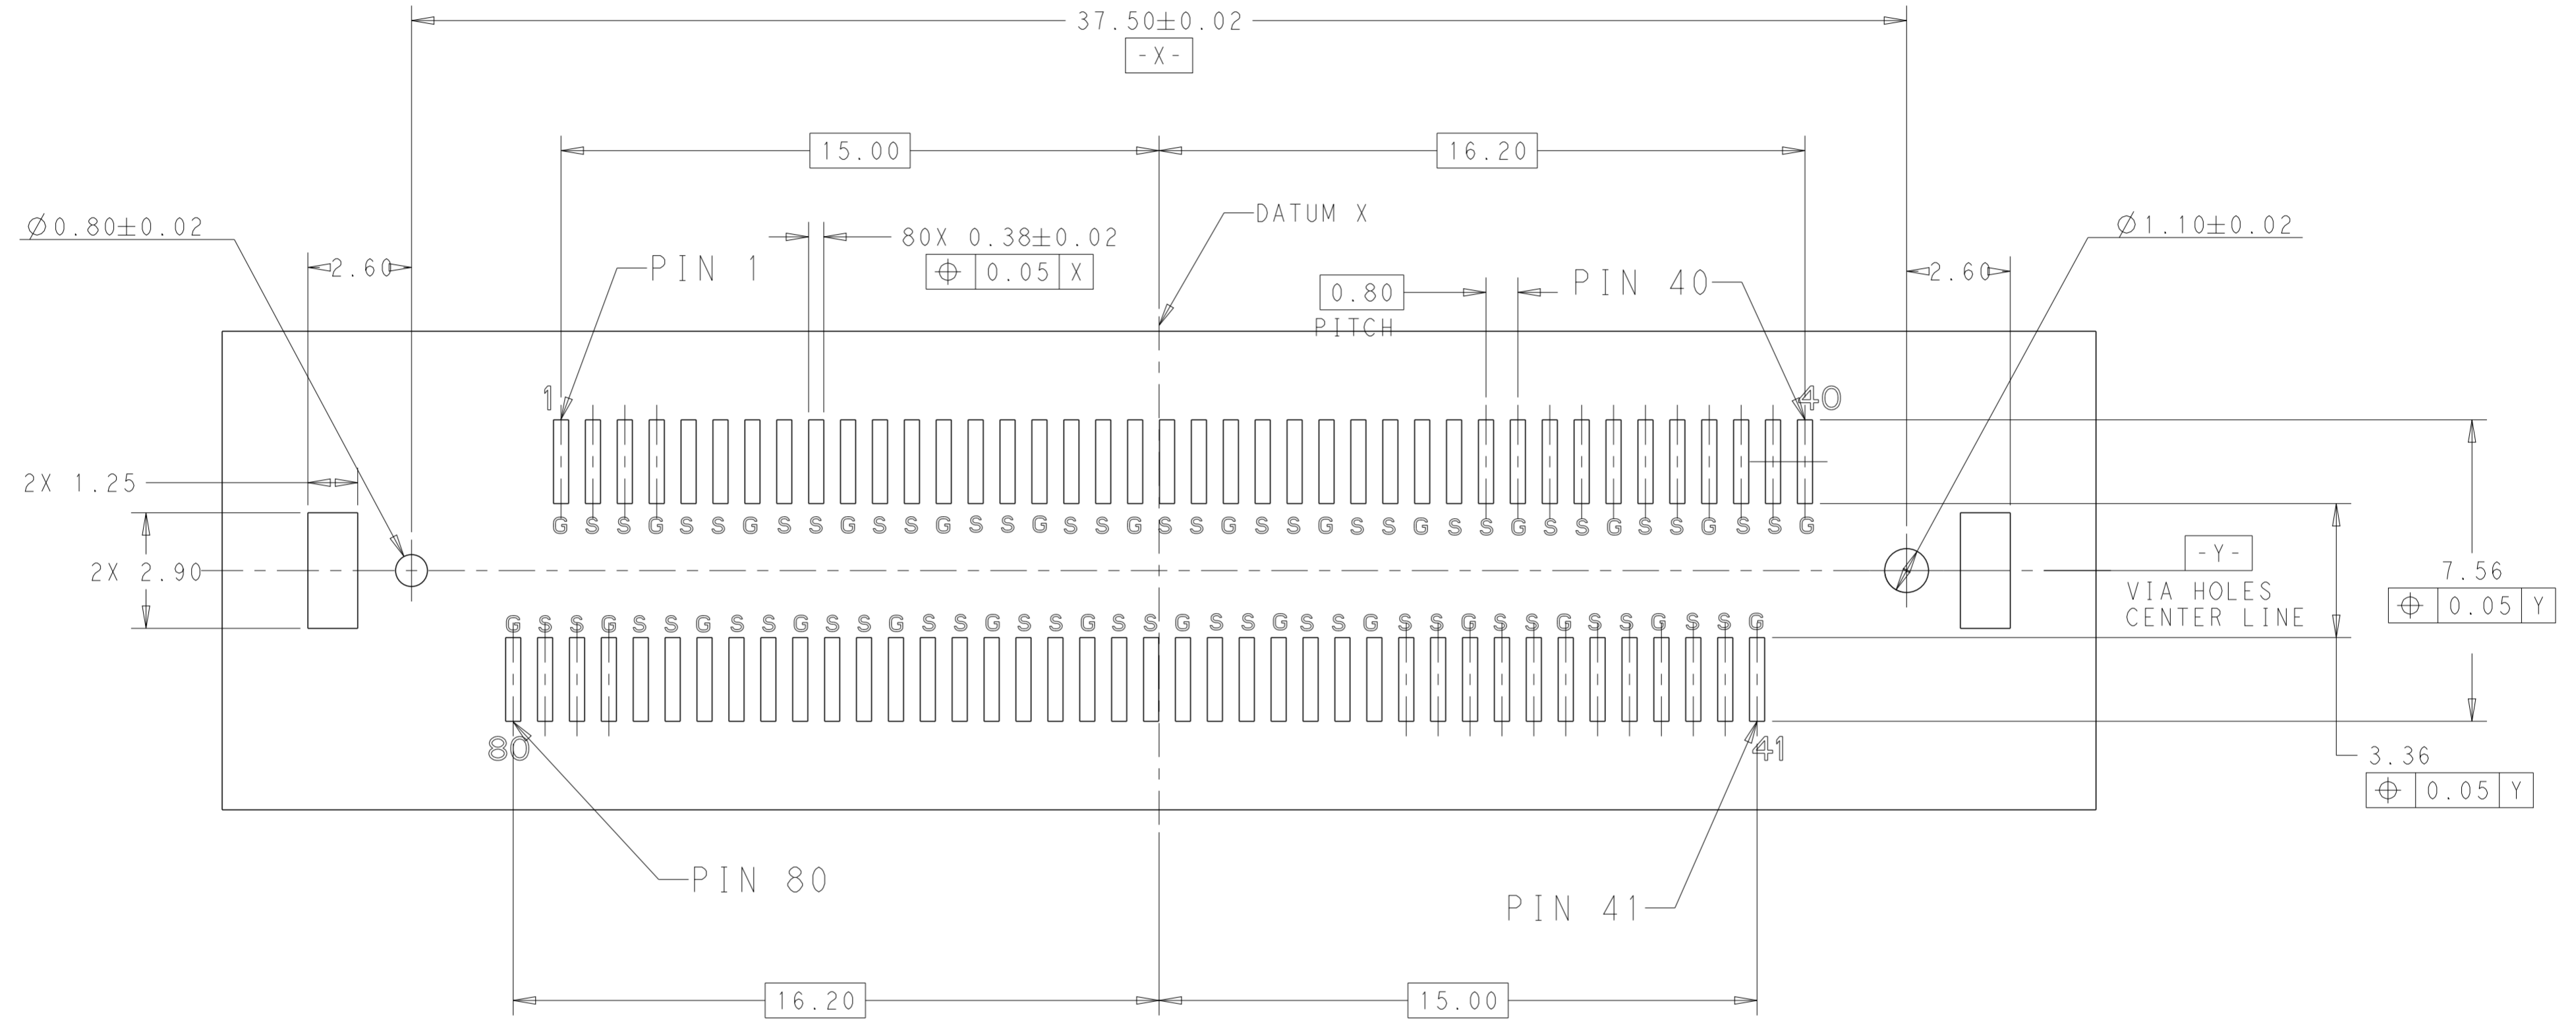 37.50±0.02
-X-
15.00
16.20
Ø0.80±0.02
2.60
PIN 1
80X 0.38±0.02
⌖ 0.05 X
DATUM X
0.80
PITCH
PIN 40
Ø1.10±0.02
2.60
1
40
2X 1.25
G S S G S S G S S G S S G S S G S S G S S G S S G S S G S S G S S G S S G S S G
2X 2.90
-Y-
VIA HOLES
CENTER LINE
7.56
⌖ 0.05 Y
G S S G S S G S S G S S G S S G S S G S S G S S G S S G S S G S S G S S G S S G
80
41
3.36
⌖ 0.05 Y
PIN 80
PIN 41
16.20
15.00